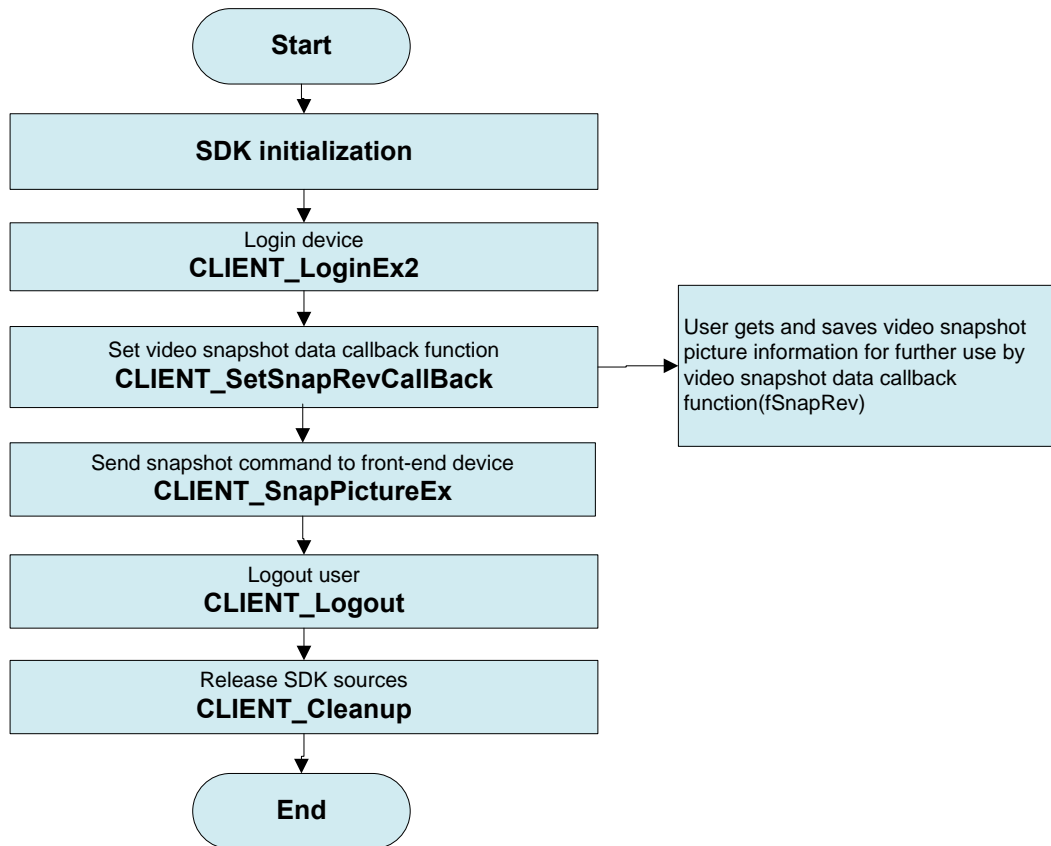 Start
SDK initialization
Login device
CLIENT_LoginEx2
Set video snapshot data callback function
CLIENT_SetSnapRevCallBack
User gets and saves video snapshot
picture information for further use by
video snapshot data callback
function(fSnapRev)
Send snapshot command to front-end device
CLIENT_SnapPictureEx
Logout user
CLIENT_Logout
Release SDK sources
CLIENT_Cleanup
End